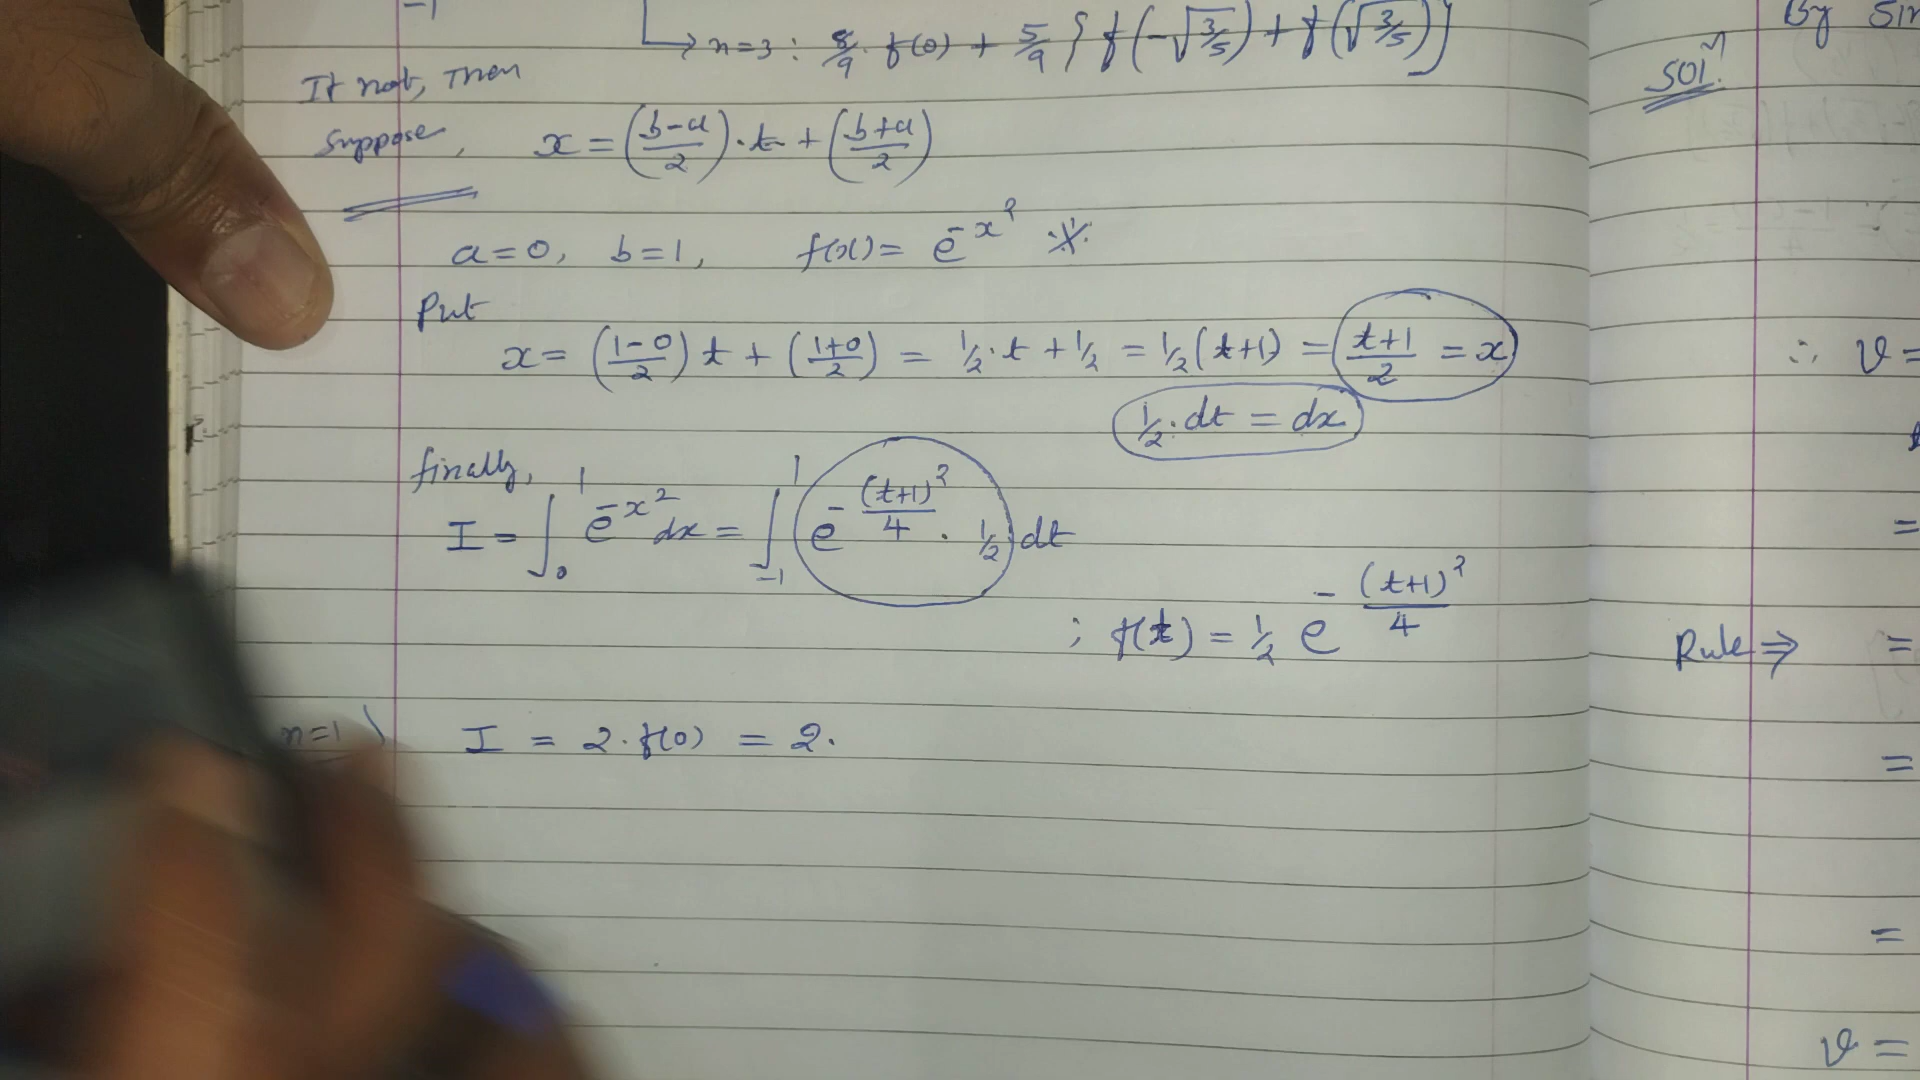 -1
→ n=3 : 8/9 . f(0) + 5/9 { f(-√3/5) + f(√3/5) }
If not, Then
Suppose, x = ((b-a)/2) . t + ((b+a)/2)
a=0, b=1, f(x) = e^-x²
Put
x = ((1-0)/2) t + ((1+0)/2) = 1/2 . t + 1/2 = 1/2 (t+1) = (t+1)/2 = x
1/2 . dt = dx
finally,
I = ∫₀¹ e^-x² dx = ∫₋₁¹ e^-(t+1)²/4 . 1/2 dt
; f(t) = 1/2 e^-(t+1)²/4
n=1) I = 2.f(0) = 2.
By
Solⁿ.
∴ v=
=
Rule ⇒ =
=
=
v =